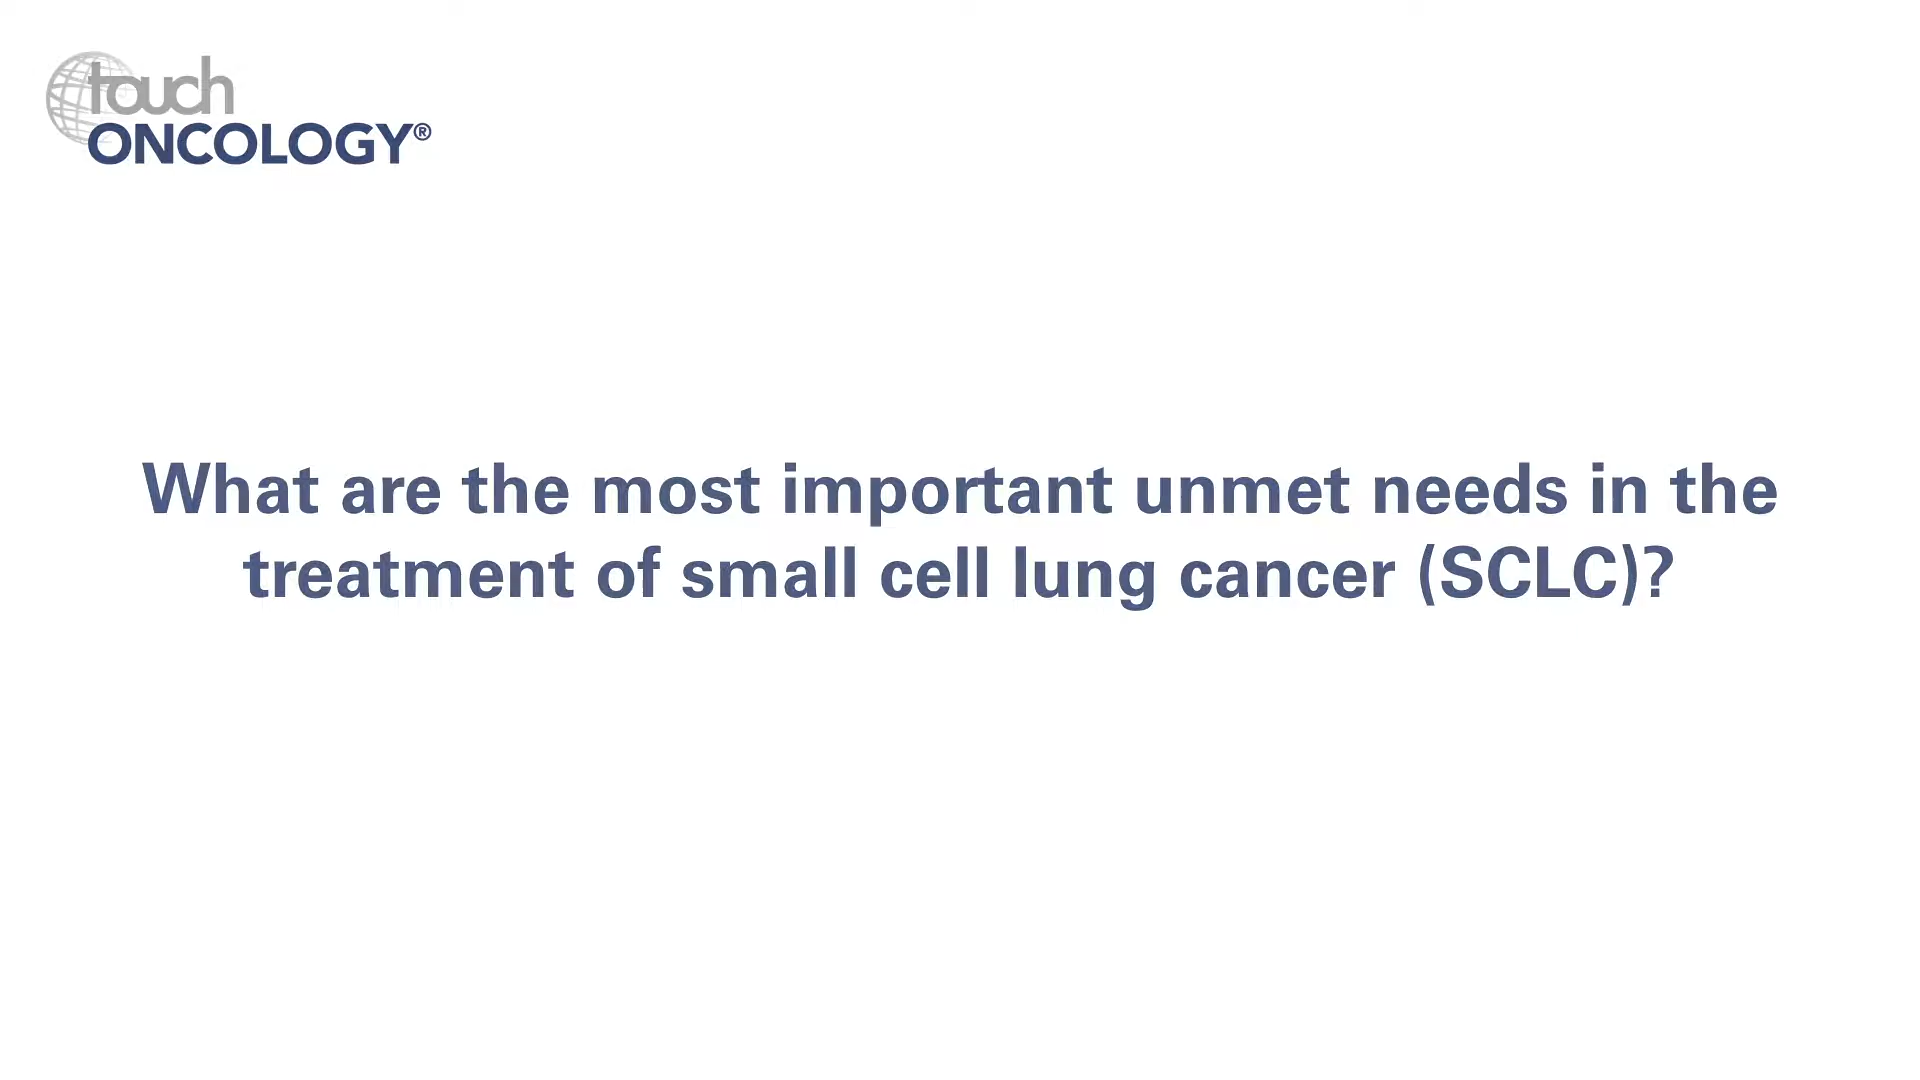 touch
ONCOLOGY®
What are the most important unmet needs in the
treatment of small cell lung cancer (SCLC)?